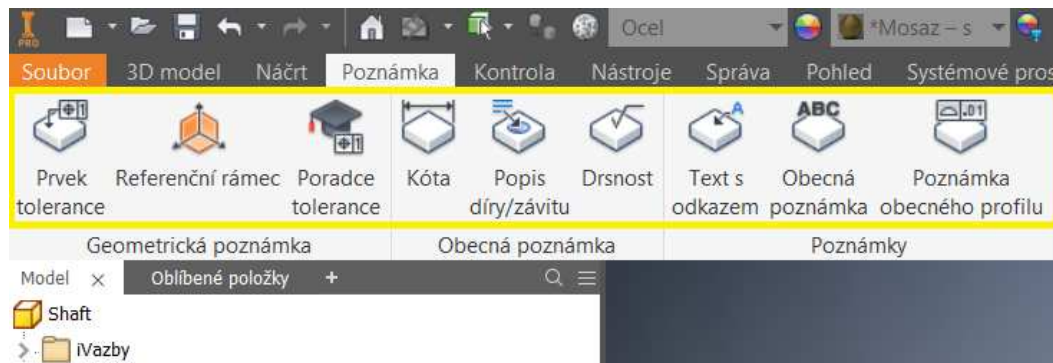 PRO Ocel *Mosaz – s
Soubor 3D model Náčrt Poznámka Kontrola Nástroje Správa Pohled Systémové pros
1 1 A ABC .01
Prvek Referenční rámec Poradce Kóta Popis Drsnost Text s Obecná Poznámka
tolerance tolerance díry/závitu odkazem poznámka obecného profilu
Geometrická poznámka Obecná poznámka Poznámky
Model × Oblíbené položky +
Shaft
iVazby